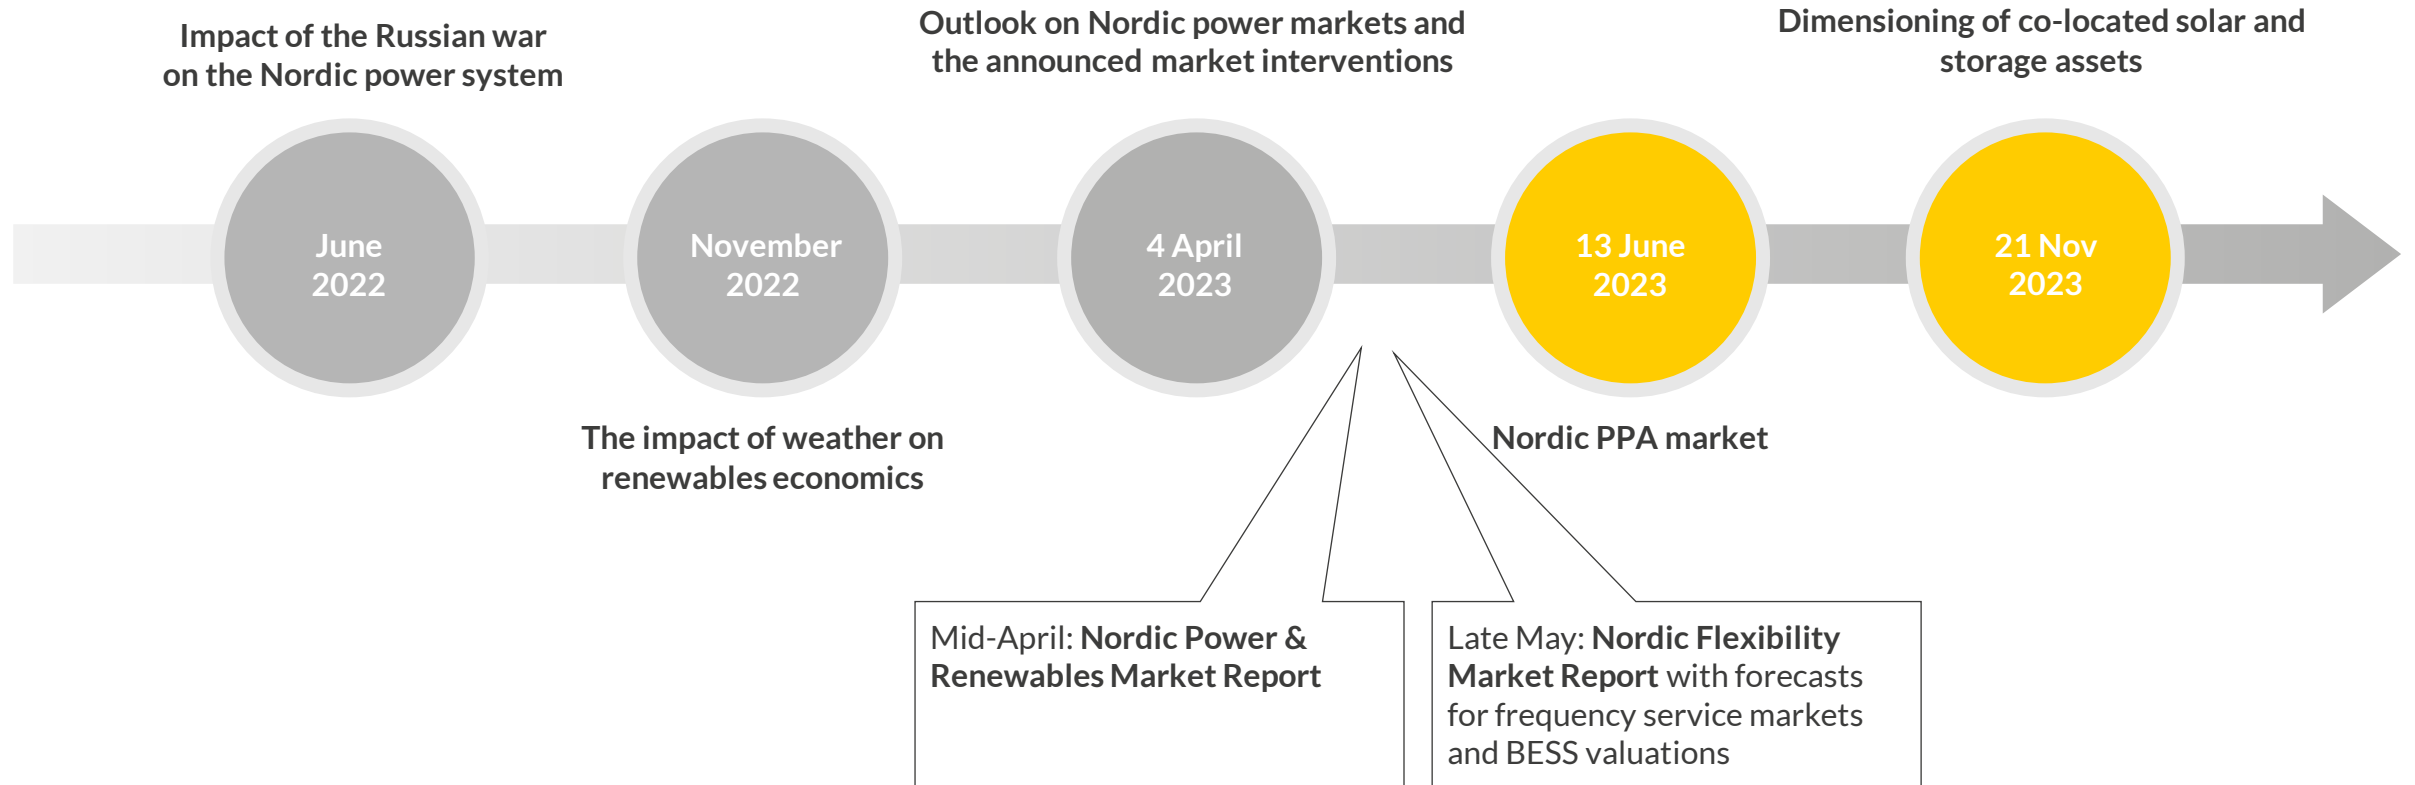 Impact of the Russian war
on the Nordic power system
Outlook on Nordic power markets and
the announced market interventions
Dimensioning of co-located solar and
storage assets
June
2022
November
2022
4 April
2023
13 June
2023
21 Nov
2023
The impact of weather on
renewables economics
Nordic PPA market
Mid-April: Nordic Power &
Renewables Market Report
Late May: Nordic Flexibility
Market Report with forecasts
for frequency service markets
and BESS valuations